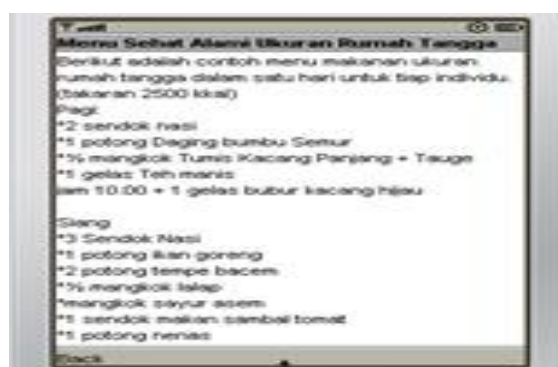 Menu Sehat Alami Ukuran Rumah Tangga
Berikut adalah contoh menu makanan ukuran
rumah tangga dalam satu hari untuk tiap individu.
(takaran 2500 kkal)
Pagi:
*2 sendok nasi
*1 potong Daging bumbu Semur
*½ mangkok Tumis Kacang Panjang + Tauge
*1 gelas Teh manis
jam 10.00 + 1 gelas bubur kacang hijau
Siang
*3 Sendok Nasi
*1 potong ikan goreng
*2 potong tempe bacem
*½ mangkok lalap
*mangkok sayur asem
*1 sendok makan sambal tomat
*1 potong nenas
Back